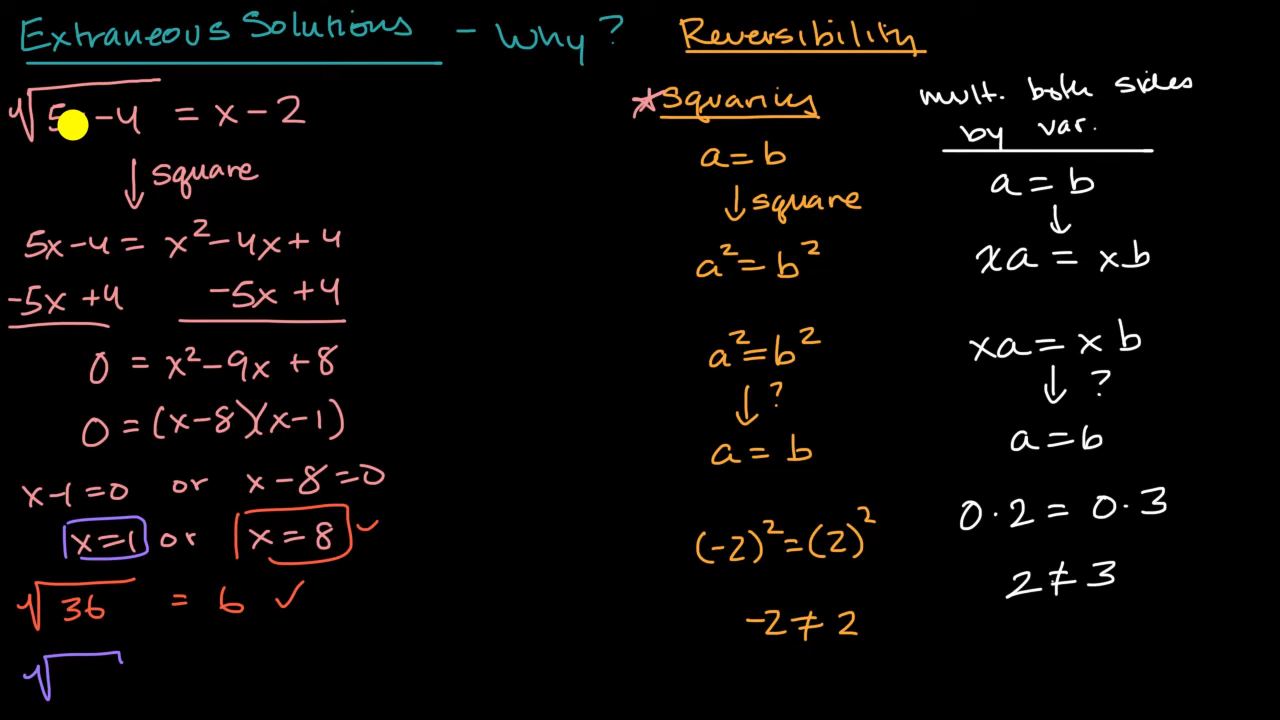 Extraneous Solutions - Why? Reversibility
√5 -4 = x-2
↓ square
5x-4 = x²-4x+4
-5x +4 -5x +4
0 = x²-9x+8
0 = (x-8)(x-1)
x-1=0 or x-8=0
x=1 or x=8 ✓
√36 = 6 ✓
√
*Squaring
a=b
↓ square
a²=b²
a²=b²
↓ ?
a = b
(-2)²=(2)²
-2≠2
mult. both sides
by var.
a=b
↓
xa = xb
xa = xb
↓ ?
a=b
0·2 = 0·3
2≠3